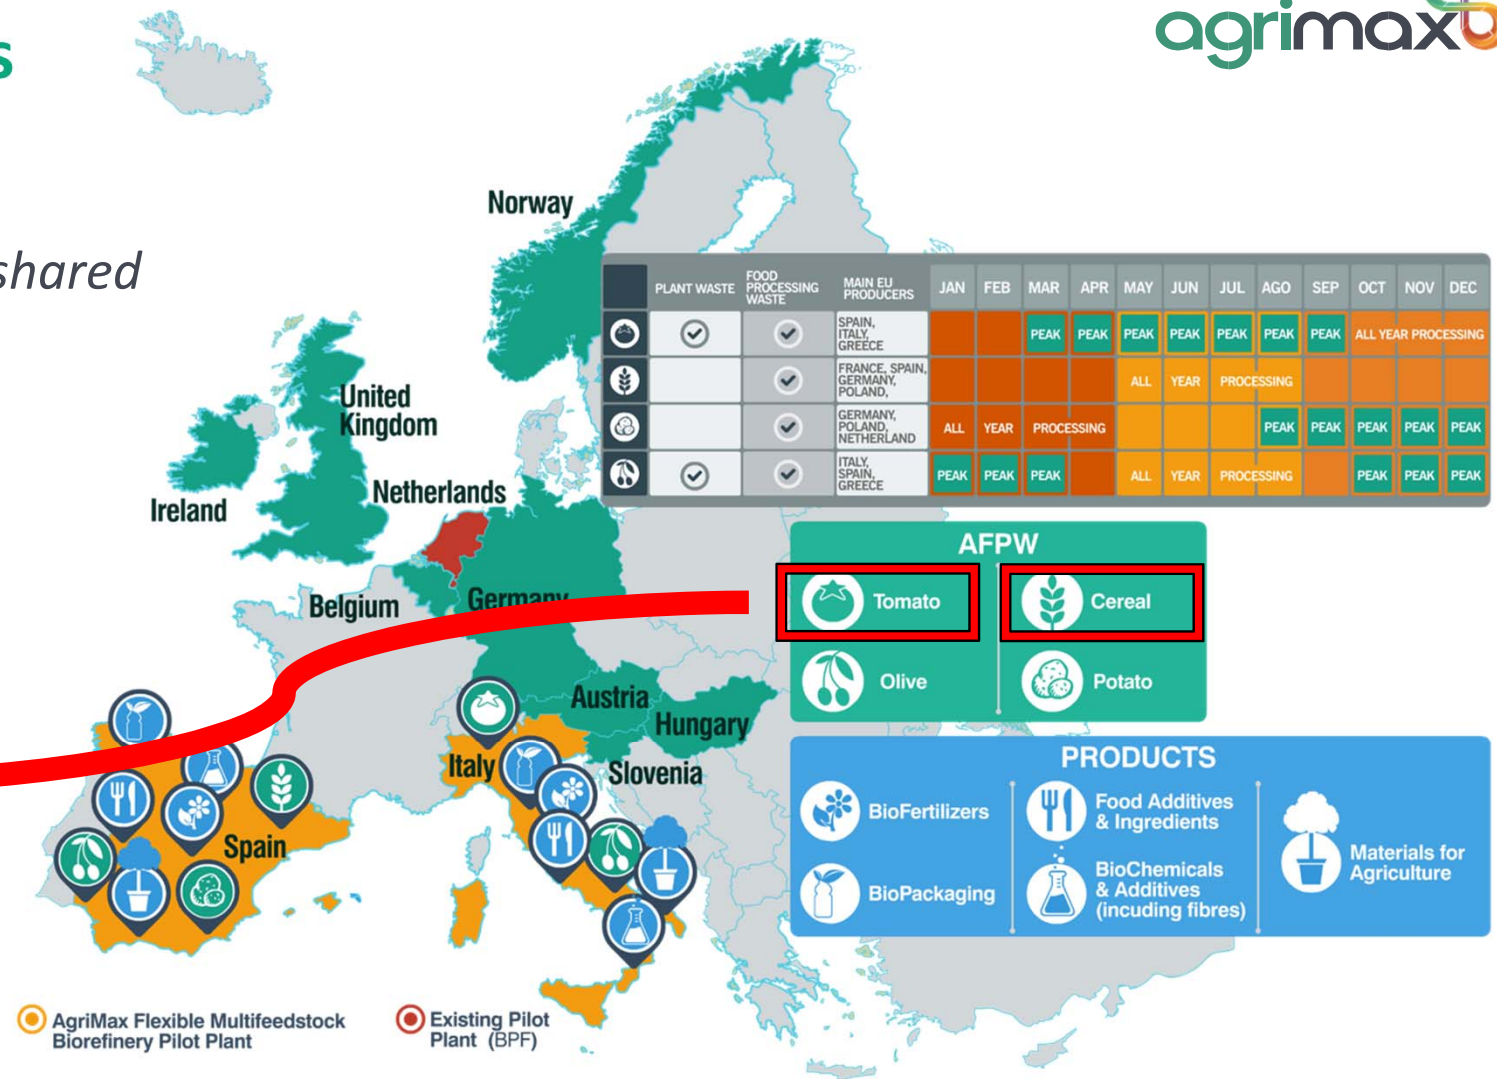 s
agrimax
shared
Norway
United
Kingdom
Ireland
Netherlands
Belgium
Germany
Austria
Hungary
Slovenia
Italy
Spain
PLANT WASTE FOOD PROCESSING WASTE MAIN EU PRODUCERS JAN FEB MAR APR MAY JUN JUL AGO SEP OCT NOV DEC
SPAIN, ITALY, GREECE PEAK PEAK PEAK PEAK PEAK PEAK PEAK ALL YEAR PROCESSING
FRANCE, SPAIN, GERMANY, POLAND, ALL YEAR PROCESSING
GERMANY, POLAND, NETHERLAND ALL YEAR PROCESSING PEAK PEAK PEAK PEAK PEAK
ITALY, SPAIN, GREECE PEAK PEAK PEAK ALL YEAR PROCESSING PEAK PEAK PEAK
AFPW
Tomato Cereal
Olive Potato
PRODUCTS
BioFertilizers
BioPackaging
Food Additives
& Ingredients
BioChemicals
& Additives
(incuding fibres)
Materials for
Agriculture
AgriMax Flexible Multifeedstock
Biorefinery Pilot Plant
Existing Pilot
Plant (BPF)